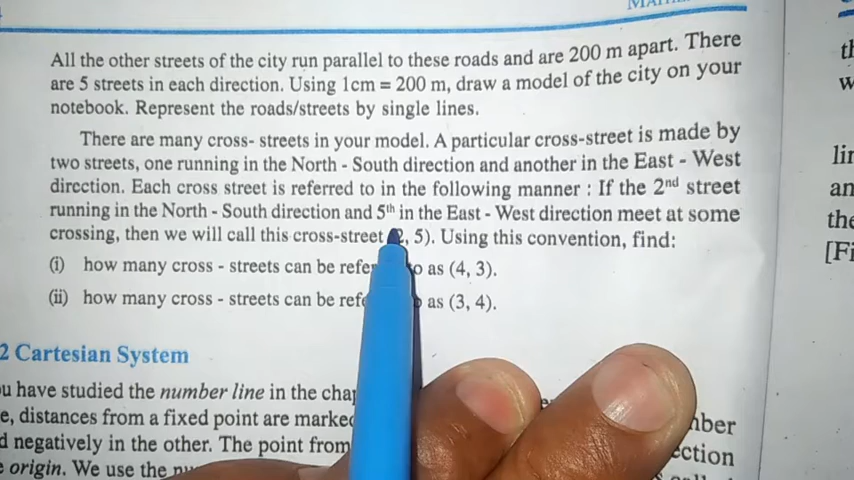 All the other streets of the city run parallel to these roads and are 200 m apart. There
are 5 streets in each direction. Using 1cm = 200 m, draw a model of the city on your
notebook. Represent the roads/streets by single lines.
There are many cross- streets in your model. A particular cross-street is made by
two streets, one running in the North - South direction and another in the East - West
direction. Each cross street is referred to in the following manner : If the 2nd street
running in the North - South direction and 5th in the East - West direction meet at some
crossing, then we will call this cross-street 2, 5). Using this convention, find:
(i) how many cross - streets can be refe o as (4, 3).
(ii) how many cross - streets can be refe as (3, 4).
2 Cartesian System
u have studied the number line in the cha
e, distances from a fixed point are marke nber
d negatively in the other. The point from ection
origin. We use the
th
w
lin
an
the
[Fi